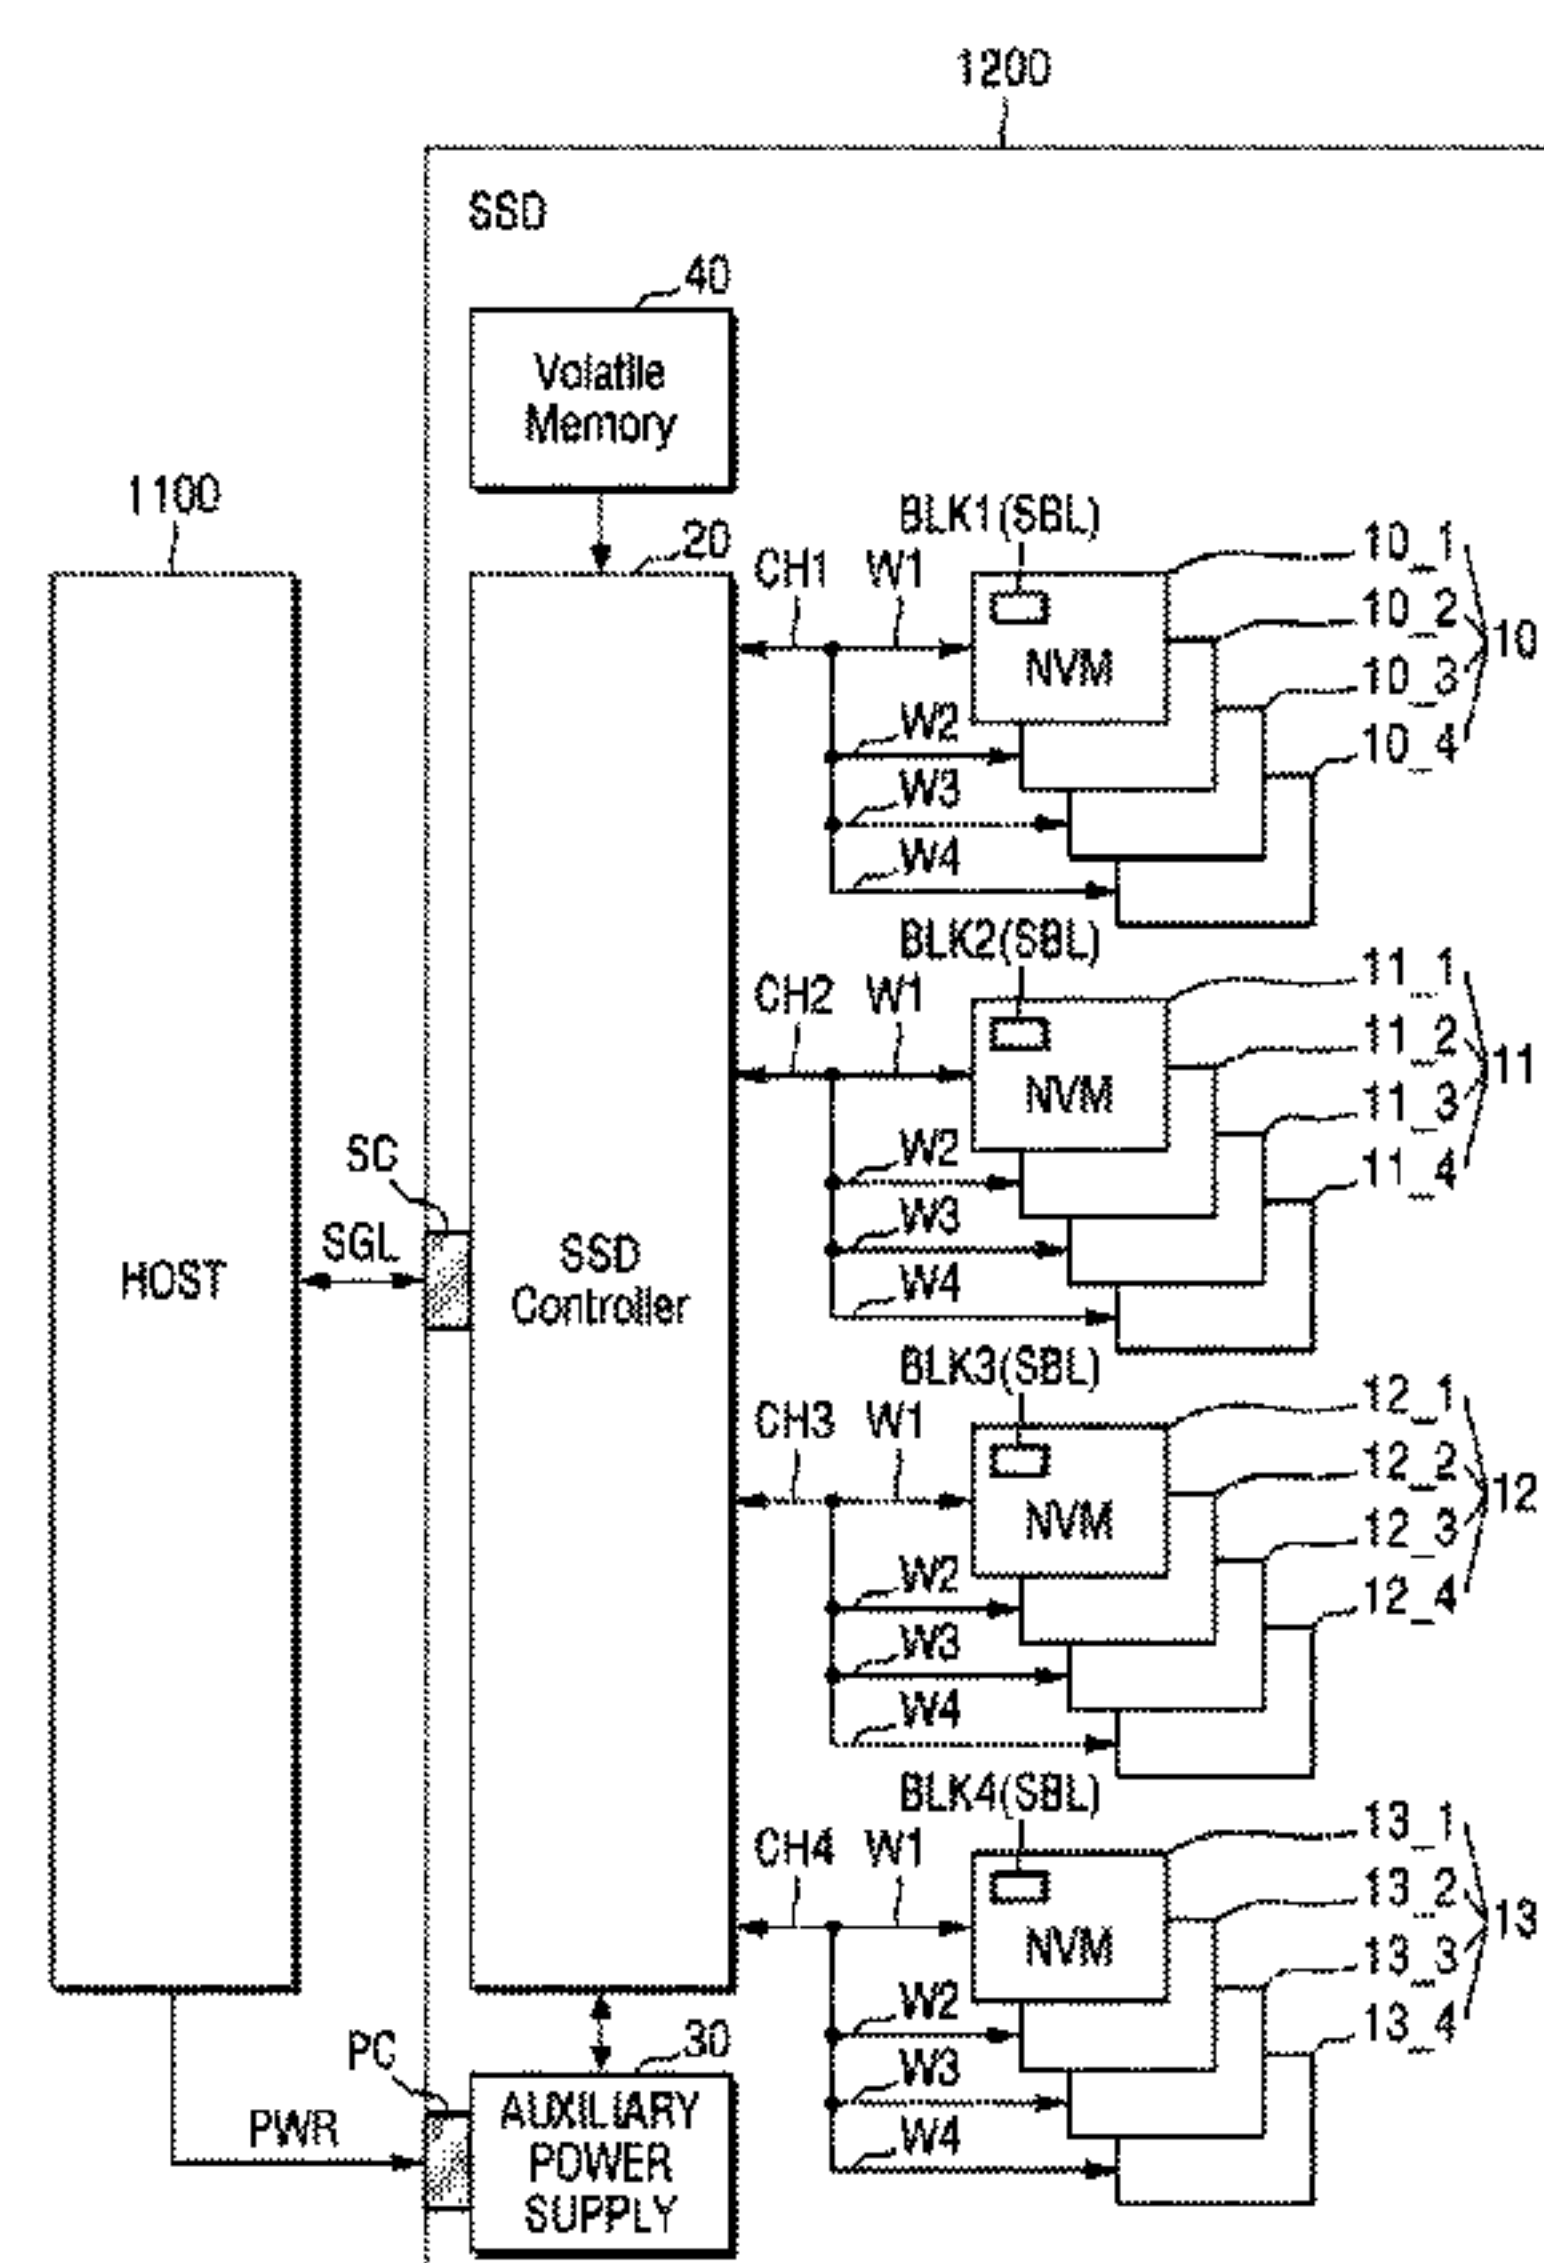 1200
SSD
40
Volatile
Memory
1100
20
HOST
SSD
Controller
SC
SGL
PC
PWR
30
AUXILIARY
POWER
SUPPLY
BLK1(SBL)
CH1
W1
NVM
W2
W3
W4
10_1
10_2
10_3
10_4
10
BLK2(SBL)
CH2
W1
NVM
W2
W3
W4
11_1
11_2
11_3
11_4
11
BLK3(SBL)
CH3
W1
NVM
W2
W3
W4
12_1
12_2
12_3
12_4
12
BLK4(SBL)
CH4
W1
NVM
W2
W3
W4
13_1
13_2
13_3
13_4
13